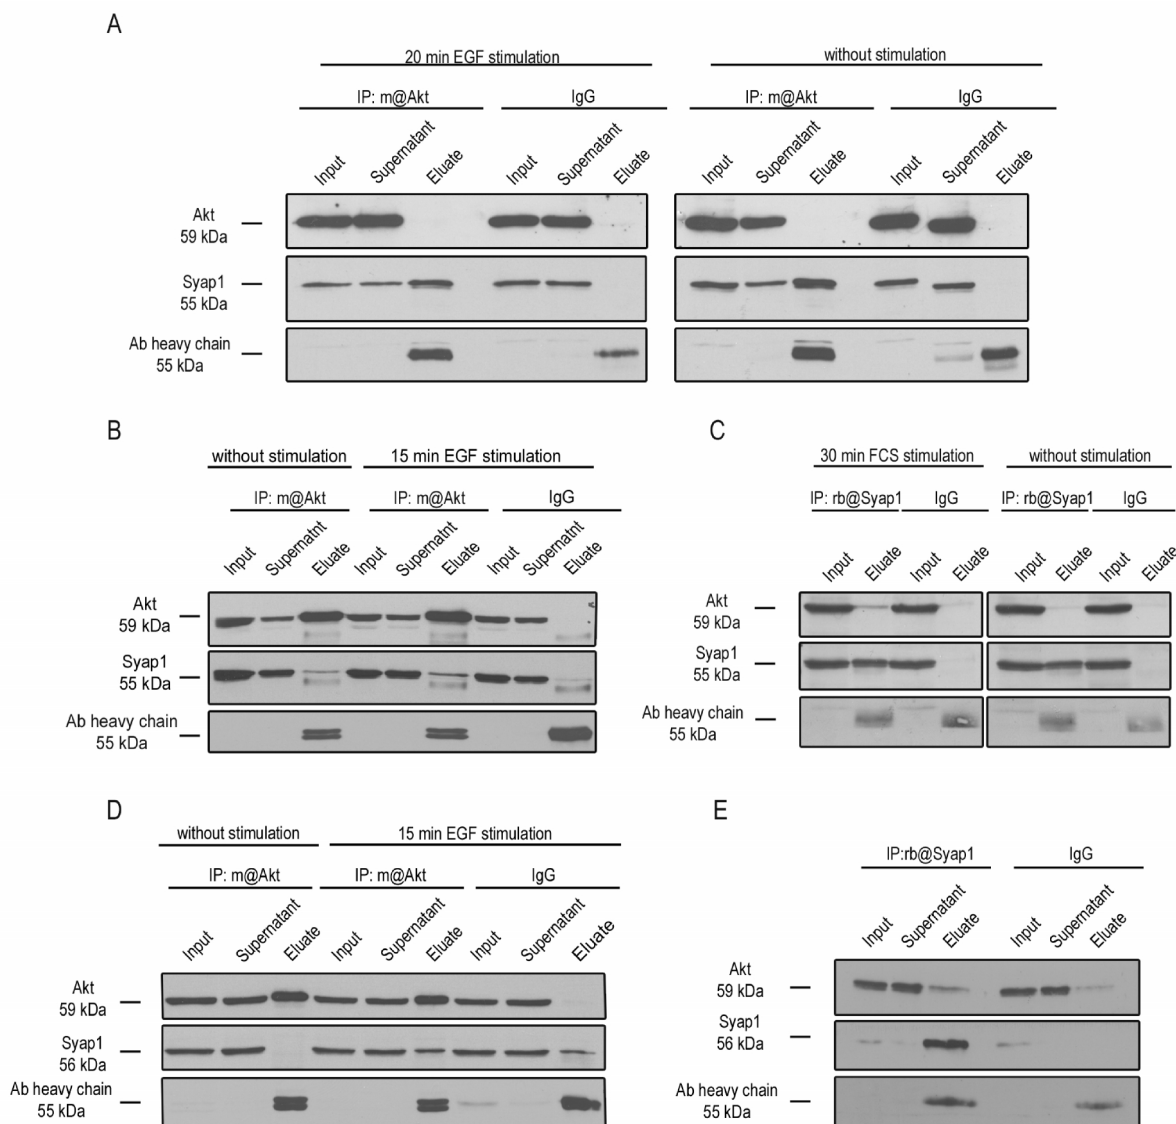 A
20 min EGF stimulation
without stimulation
IP: m@Akt
IgG
IP: m@Akt
IgG
Input
Supernatant
Eluate
Input
Supernatant
Eluate
Input
Supernatant
Eluate
Input
Supernatant
Eluate
Akt
59 kDa
Syap1
55 kDa
Ab heavy chain
55 kDa
B
without stimulation
15 min EGF stimulation
IP: m@Akt
IP: m@Akt
IgG
Input
Supernatnt
Eluate
Input
Supernatnt
Eluate
Input
Supernatnt
Eluate
Akt
59 kDa
Syap1
55 kDa
Ab heavy chain
55 kDa
C
30 min FCS stimulation
without stimulation
IP: rb@Syap1
IgG
IP: rb@Syap1
IgG
Input
Eluate
Input
Eluate
Input
Eluate
Input
Eluate
Akt
59 kDa
Syap1
55 kDa
Ab heavy chain
55 kDa
D
without stimulation
15 min EGF stimulation
IP: m@Akt
IP: m@Akt
IgG
Input
Supernatant
Eluate
Input
Supernatant
Eluate
Input
Supernatant
Eluate
Akt
59 kDa
Syap1
56 kDa
Ab heavy chain
55 kDa
E
IP:rb@Syap1
IgG
Input
Supernatant
Eluate
Input
Supernatant
Eluate
Akt
59 kDa
Syap1
56 kDa
Ab heavy chain
55 kDa